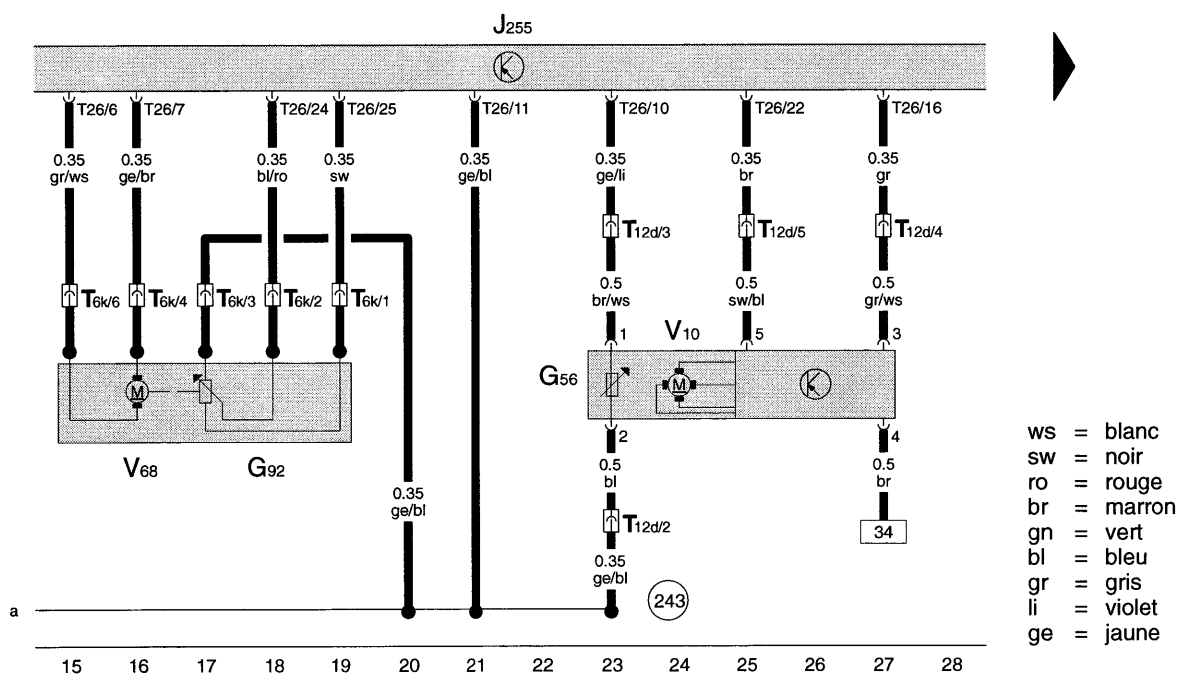 J255
T26/6 T26/7 T26/24 T26/25 T26/11 T26/10 T26/22 T26/16
0.35 0.35 0.35 0.35 0.35 0.35 0.35 0.35
gr/ws ge/br bl/ro sw ge/bl ge/li br gr
T12d/3 T12d/5 T12d/4
T6k/6 T6k/4 T6k/3 T6k/2 T6k/1
0.5 0.5 0.5
br/ws sw/bl gr/ws
1 V10 5 3
G56 M
M
2 4
V68 G92
0.5 0.5
bl br
0.35
ge/bl
T12d/2
34
0.35
ge/bl
243
a
15 16 17 18 19 20 21 22 23 24 25 26 27 28
ws = blanc
sw = noir
ro = rouge
br = marron
gn = vert
bl = bleu
gr = gris
li = violet
ge = jaune